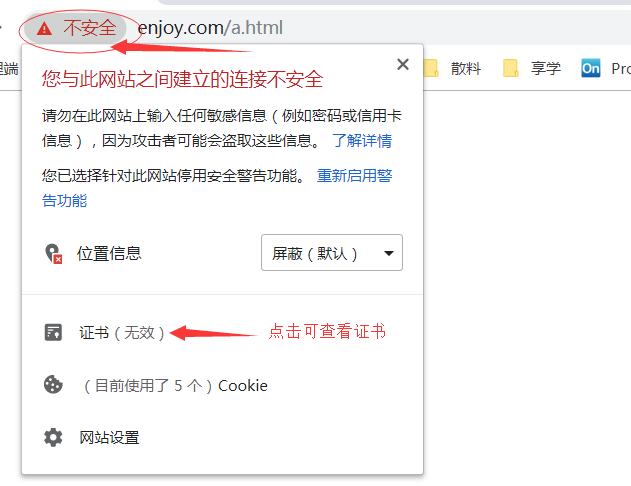 不安全 enjoy.com/a.html
理端 散料 享学 On Pro
您与此网站之间建立的连接不安全
请勿在此网站上输入任何敏感信息（例如密码或信用卡
信息），因为攻击者可能会盗取这些信息。 了解详情
您已选择针对此网站停用安全警告功能。 重新启用警
告功能
位置信息 屏蔽（默认）
证书（无效） 点击可查看证书
（目前使用了 5 个）Cookie
网站设置